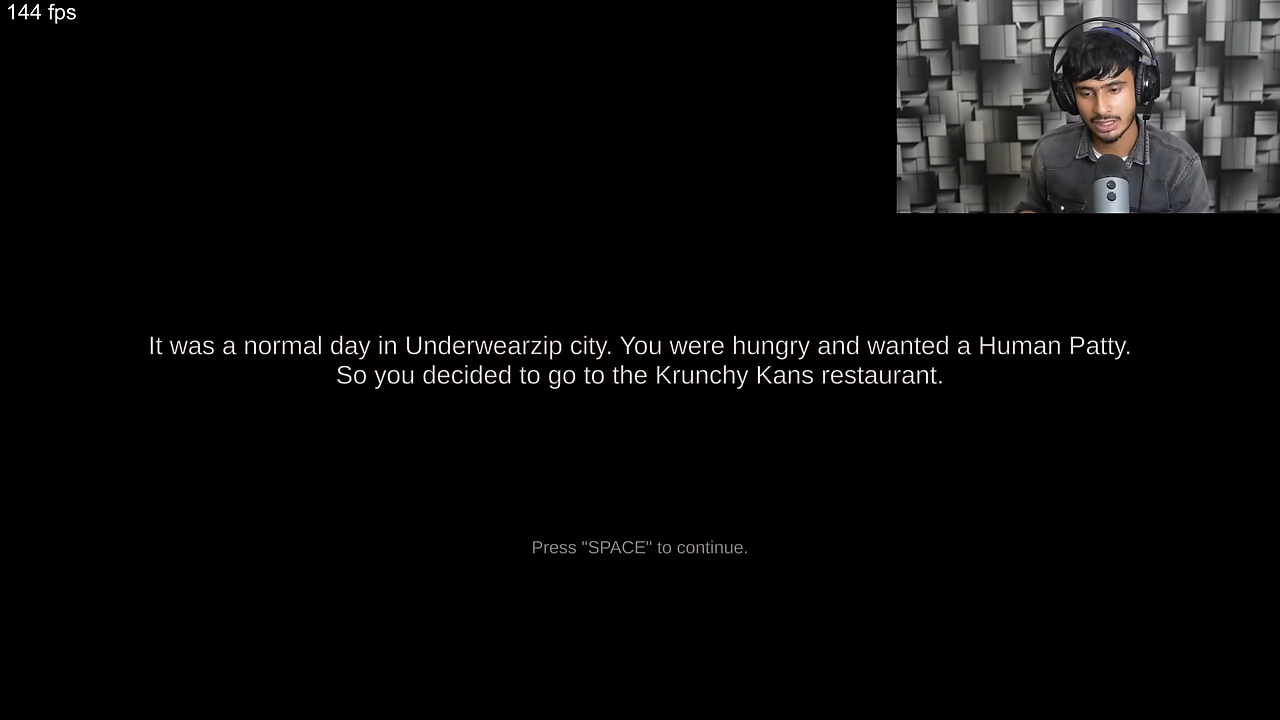 144 fps
It was a normal day in Underwearzip city. You were hungry and wanted a Human Patty.
So you decided to go to the Krunchy Kans restaurant.
Press "SPACE" to continue.